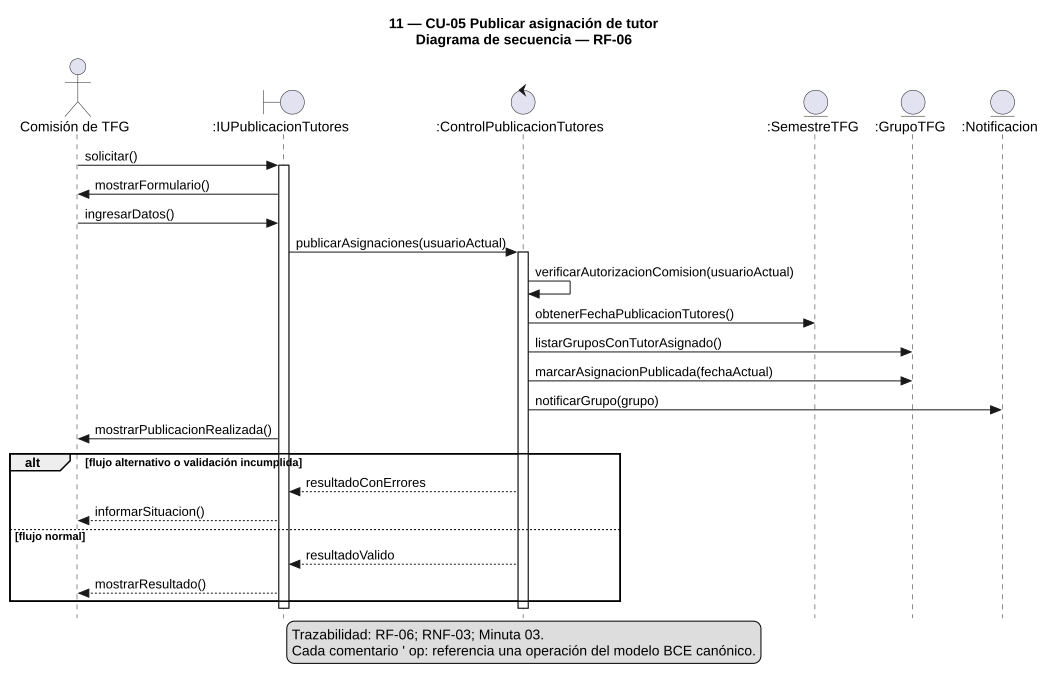 11 — CU-05 Publicar asignación de tutor
Diagrama de secuencia — RF-06
Comisión de TFG
:IUPublicacionTutores
:ControlPublicacionTutores
:SemestreTFG
:GrupoTFG
:Notificacion
solicitar()
mostrarFormulario()
ingresarDatos()
publicarAsignaciones(usuarioActual)
verificarAutorizacionComision(usuarioActual)
obtenerFechaPublicacionTutores()
listarGruposConTutorAsignado()
marcarAsignacionPublicada(fechaActual)
notificarGrupo(grupo)
mostrarPublicacionRealizada()
alt [flujo alternativo o validación incumplida]
resultadoConErrores
informarSituacion()
[flujo normal]
resultadoValido
mostrarResultado()
Trazabilidad: RF-06; RNF-03; Minuta 03.
Cada comentario ' op: referencia una operación del modelo BCE canónico.